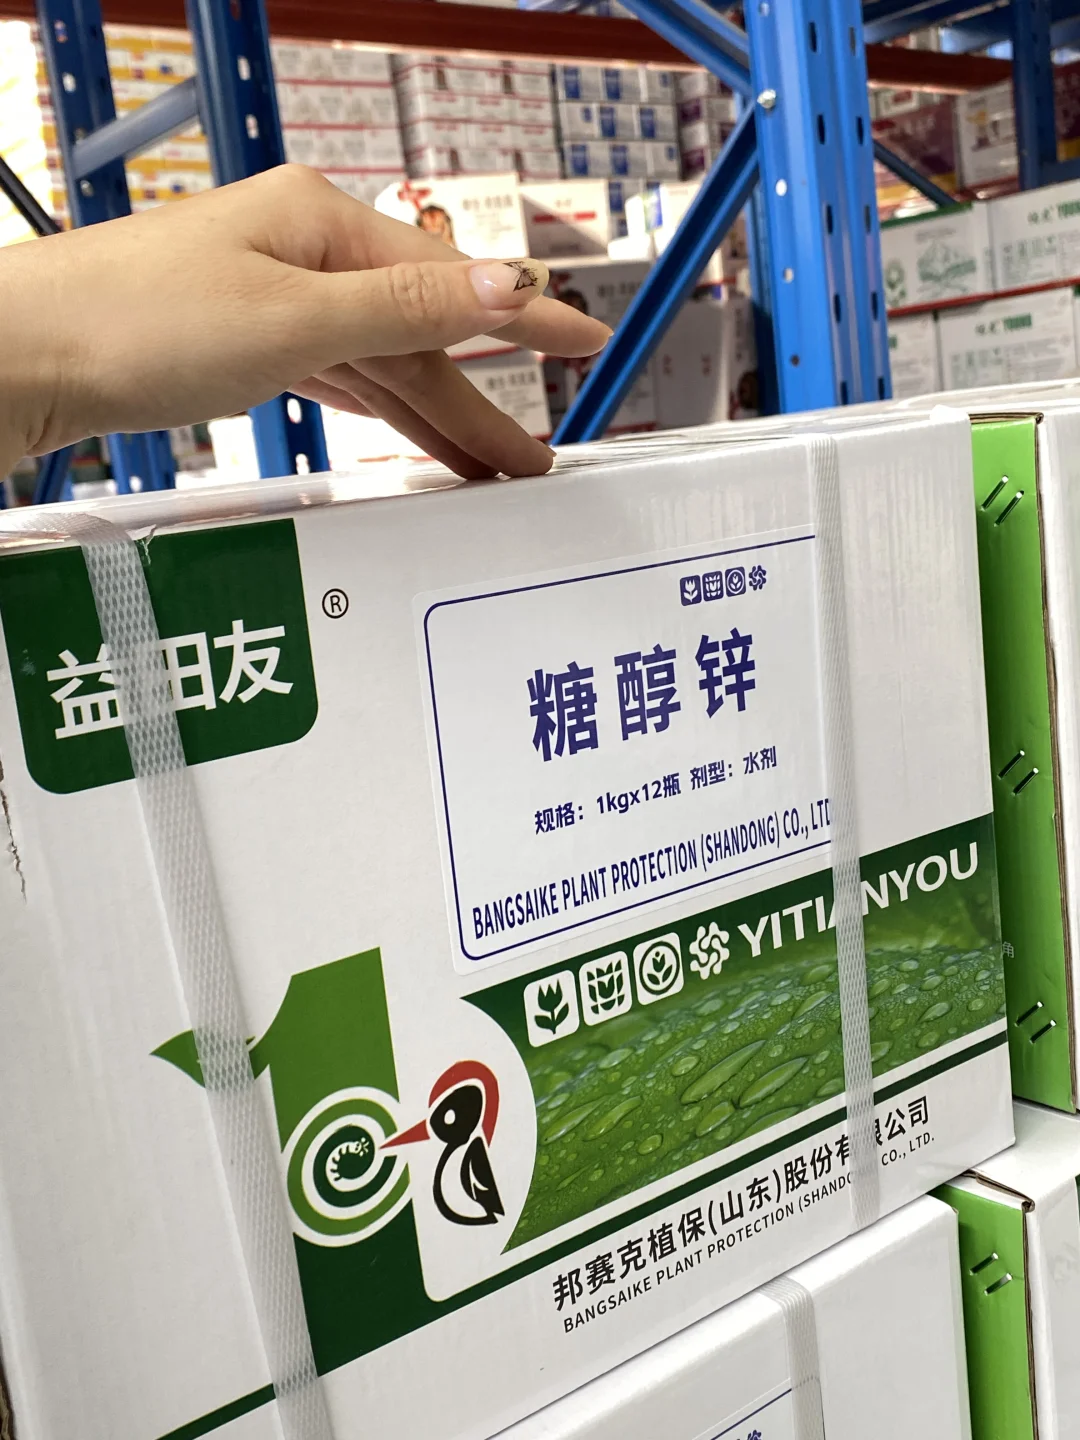 益田友
®
糖醇锌
规格：1kgx12瓶 剂型：水剂
BANGSAIKE PLANT PROTECTION (SHANDONG) CO., LTD
YITIANYOU
邦赛克植保(山东)股份有限公司
BANGSAIKE PLANT PROTECTION (SHANDONG) CO., LTD.
角